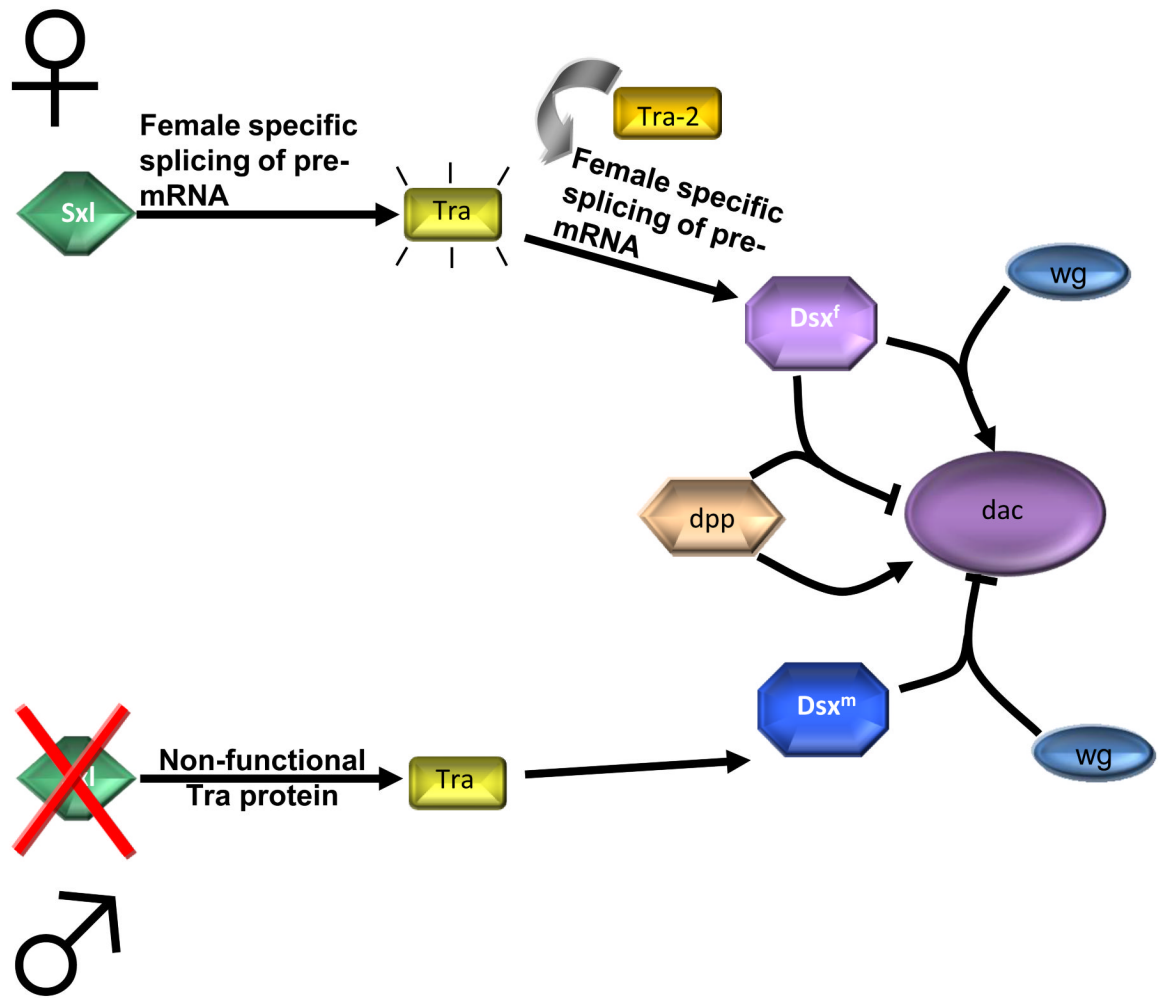 Female specific
splicing of pre-
mRNA
Sxl
Tra
Tra-2
Female specific
splicing of pre-
mRNA
Dsxᶠ
wg
dpp
dac
Dsxᵐ
wg
Non-functional
Tra protein
Tra